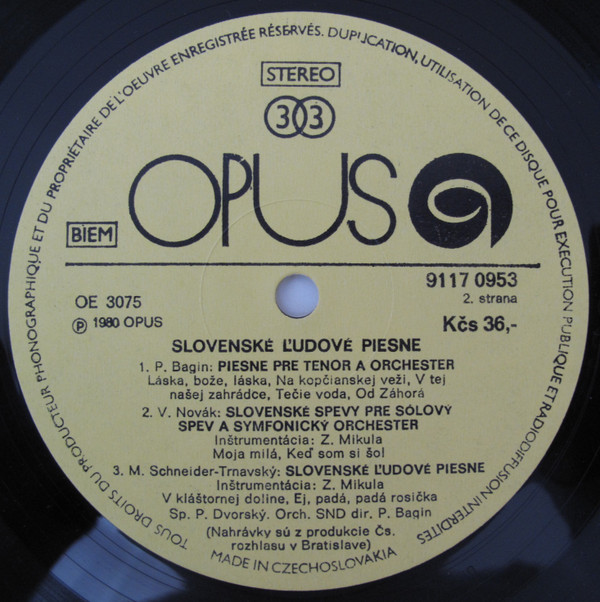 TOUS DROITS DU PRODUCTEUR PHONOGRAPHIQUE ET DU PROPRIÉTAIRE DE L'OEUVRE ENREGISTRÉE RÉSERVÉS. DUPLICATION, UTILISATION DE CE DISQUE POUR EXECUTION PUBLIQUE ET RADIODIFFUSION INTERDITES
STEREO
33
OPUS
BIEM
OE 3075
9117 0953
2. strana
Ⓟ 1980 OPUS
Kčs 36,-
SLOVENSKÉ ĽUDOVÉ PIESNE
1. P. Bagin: PIESNE PRE TENOR A ORCHESTER
Láska, bože, láska, Na kopčianskej veži, V tej
našej zahrádce, Tečie voda, Od Záhorá
2. V. Novák: SLOVENSKÉ SPEVY PRE SÓLOVÝ
SPEV A SYMFONICKÝ ORCHESTER
Inštrumentácia: Z. Mikula
Moja milá, Keď som si šol
3. M. Schneider-Trnavský: SLOVENSKÉ ĽUDOVÉ PIESNE
Inštrumentácia: Z. Mikula
V kláštornej doline, Ej, padá, padá rosička
Sp. P. Dvorský. Orch. SND dir. P. Bagin
(Nahrávky sú z produkcie Čs.
rozhlasu v Bratislave)
MADE IN CZECHOSLOVAKIA